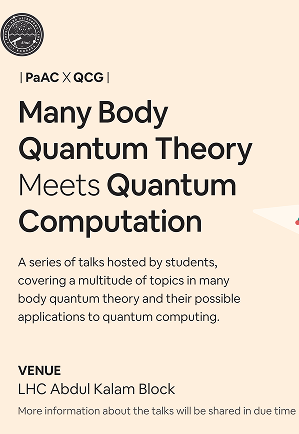 | PaAC X QCG |
Many Body
Quantum Theory
Meets Quantum
Computation
A series of talks hosted by students,
covering a multitude of topics in many
body quantum theory and their possible
applications to quantum computing.
VENUE
LHC Abdul Kalam Block
More information about the talks will be shared in due time